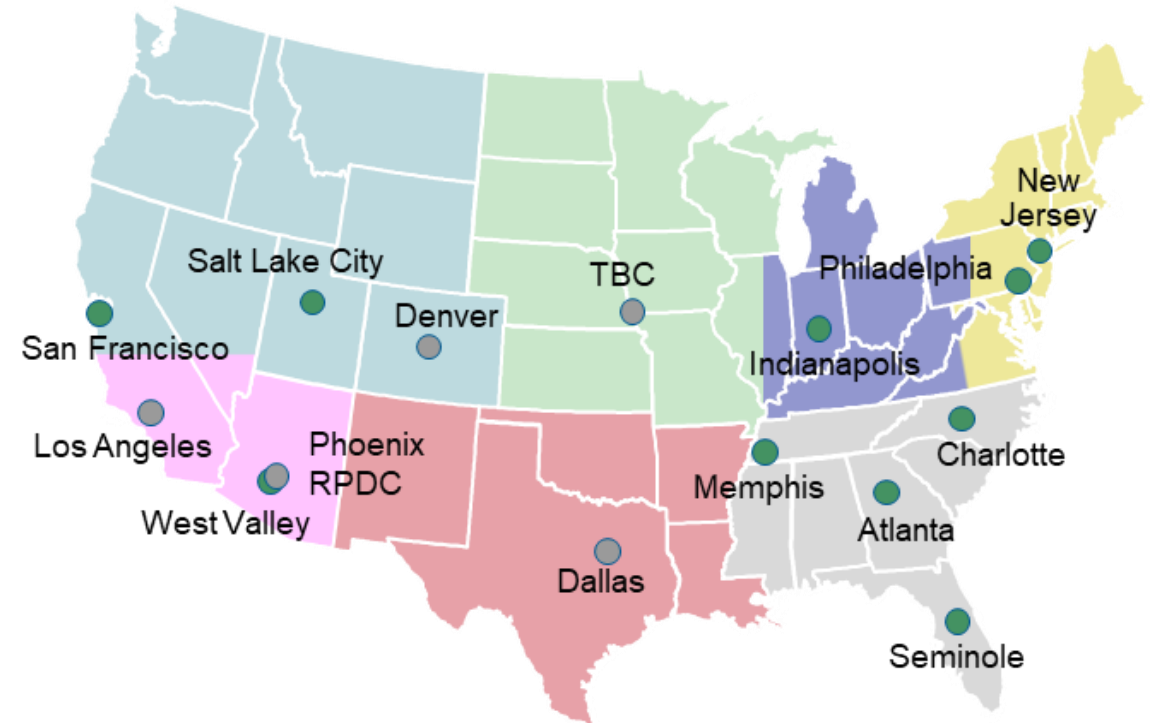 New
Jersey
Salt Lake City
TBC
Philadelphia
Denver
San Francisco
Indianapolis
Los Angeles
Phoenix
RPDC
Charlotte
Memphis
West Valley
Atlanta
Dallas
Seminole